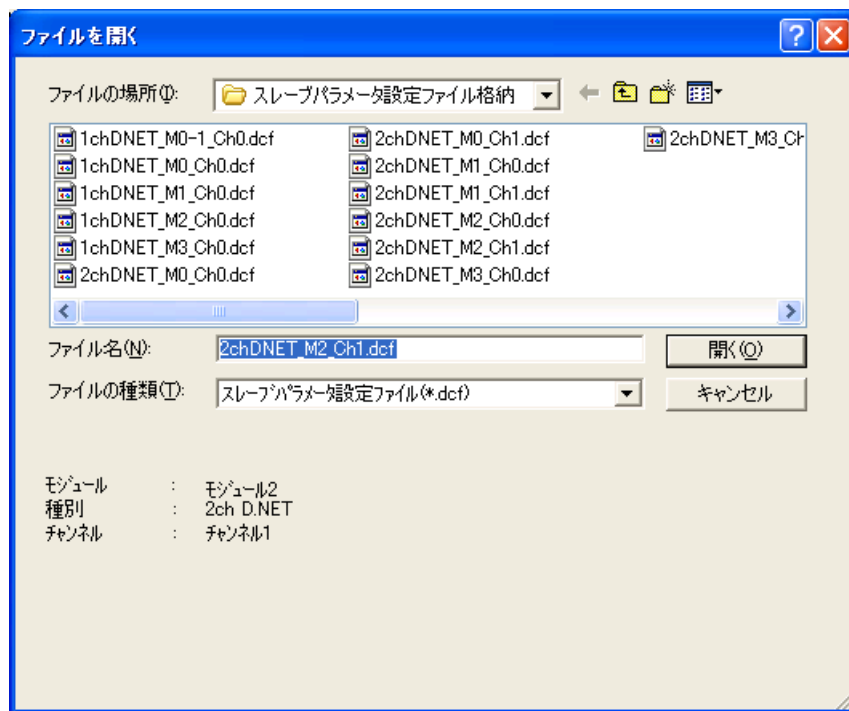 ファイルを開く
ファイルの場所(I):
スレーブパラメータ設定ファイル格納
1chDNET_M0-1_Ch0.dcf
1chDNET_M0_Ch0.dcf
1chDNET_M1_Ch0.dcf
1chDNET_M2_Ch0.dcf
1chDNET_M3_Ch0.dcf
2chDNET_M0_Ch0.dcf
2chDNET_M0_Ch1.dcf
2chDNET_M1_Ch0.dcf
2chDNET_M1_Ch1.dcf
2chDNET_M2_Ch0.dcf
2chDNET_M2_Ch1.dcf
2chDNET_M3_Ch0.dcf
2chDNET_M3_Ch
ファイル名(N):
2chDNET_M2_Ch1.dcf
開く(O)
ファイルの種類(T):
スレーブパラメータ設定ファイル(*.dcf)
キャンセル
モジュール : モジュール2
種別 : 2ch D.NET
チャンネル : チャンネル1